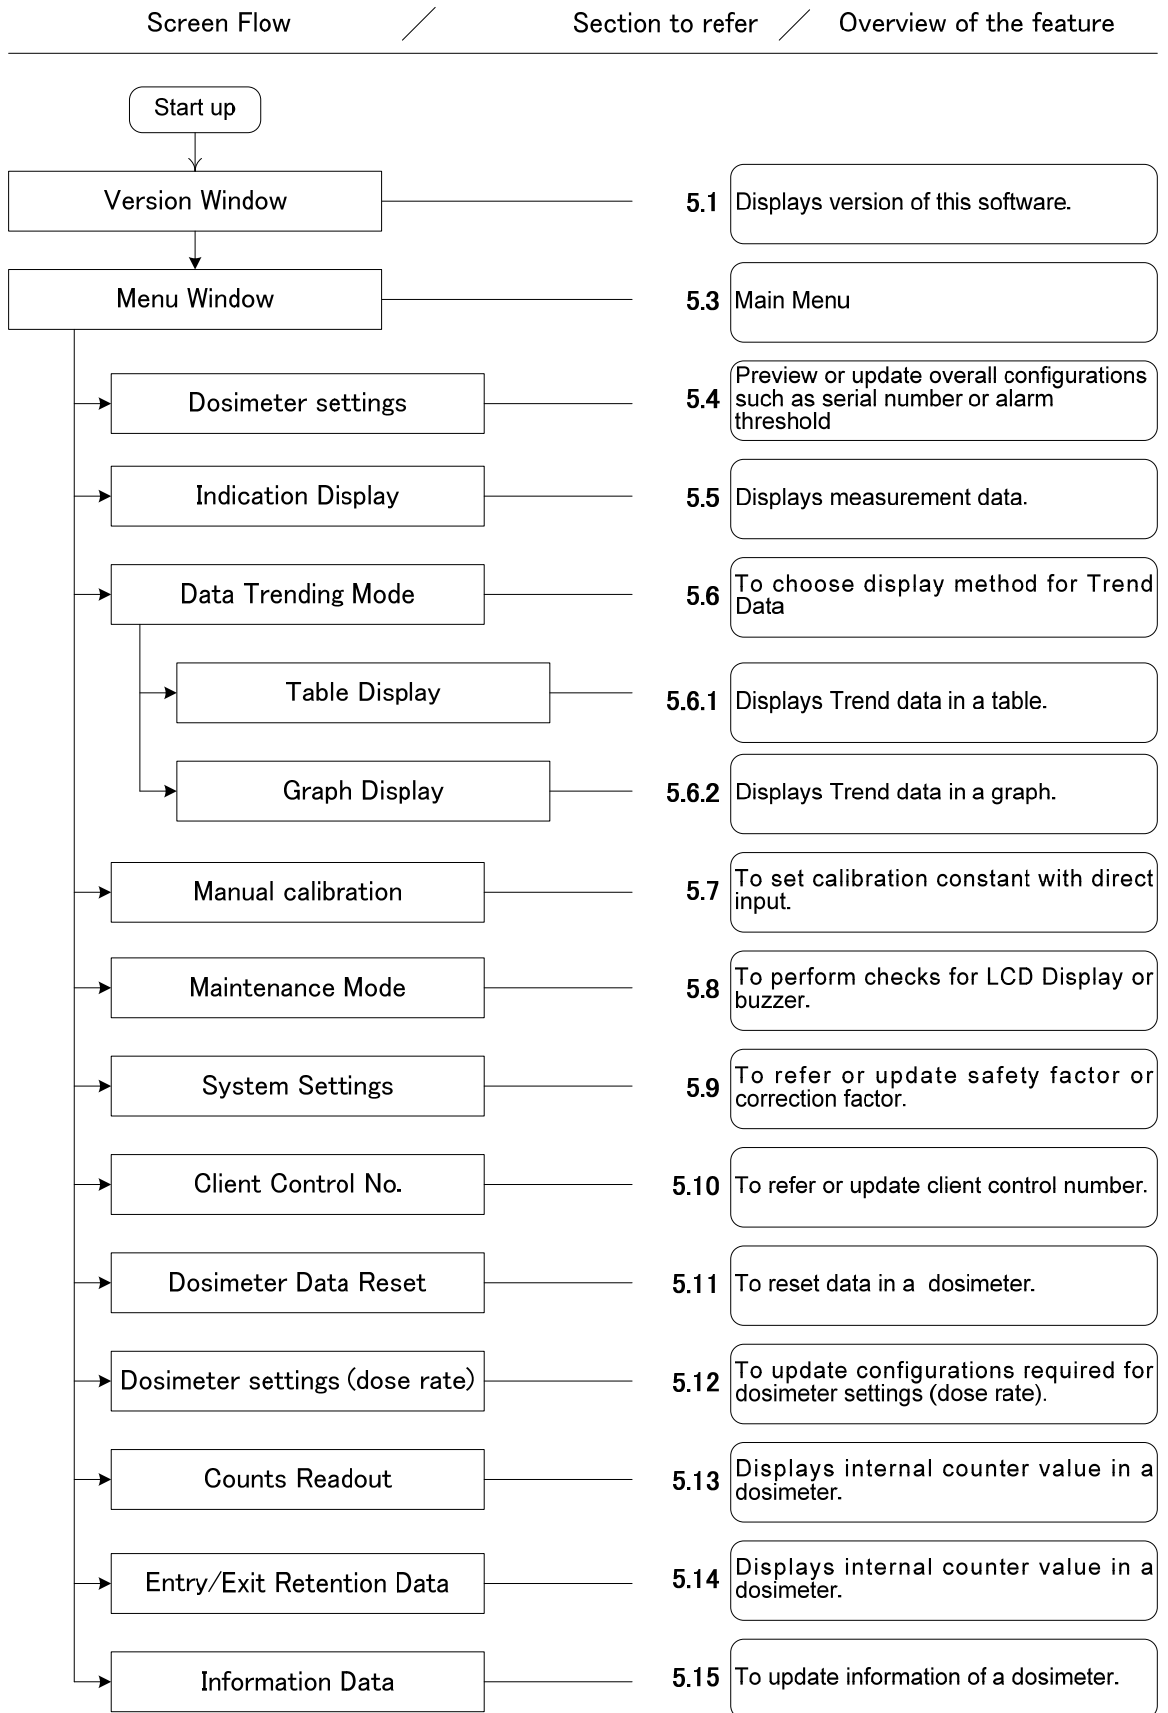 Screen Flow / Section to refer / Overview of the feature
Start up
Version Window 5.1 Displays version of this software.
Menu Window 5.3 Main Menu
Dosimeter settings 5.4 Preview or update overall configurations
such as serial number or alarm
threshold
Indication Display 5.5 Displays measurement data.
Data Trending Mode 5.6 To choose display method for Trend
Data
Table Display 5.6.1 Displays Trend data in a table.
Graph Display 5.6.2 Displays Trend data in a graph.
Manual calibration 5.7 To set calibration constant with direct
input.
Maintenance Mode 5.8 To perform checks for LCD Display or
buzzer.
System Settings 5.9 To refer or update safety factor or
correction factor.
Client Control No. 5.10 To refer or update client control number.
Dosimeter Data Reset 5.11 To reset data in a dosimeter.
Dosimeter settings (dose rate) 5.12 To update configurations required for
dosimeter settings (dose rate).
Counts Readout 5.13 Displays internal counter value in a
dosimeter.
Entry/Exit Retention Data 5.14 Displays internal counter value in a
dosimeter.
Information Data 5.15 To update information of a dosimeter.